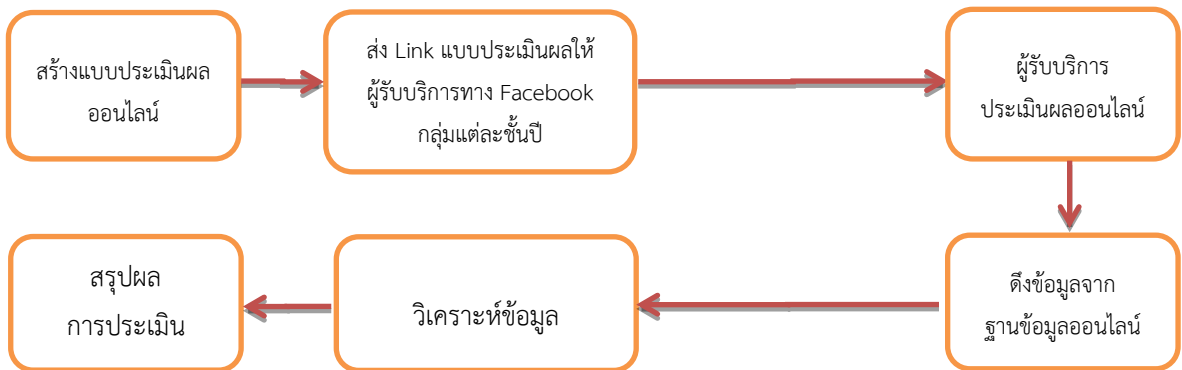 สร้างแบบประเมินผล
ออนไลน์
ส่ง Link แบบประเมินผลให้
ผู้รับบริการทาง Facebook
กลุ่มแต่ละชั้นปี
ผู้รับบริการ
ประเมินผลออนไลน์
ดึงข้อมูลจาก
ฐานข้อมูลออนไลน์
วิเคราะห์ข้อมูล
สรุปผล
การประเมิน